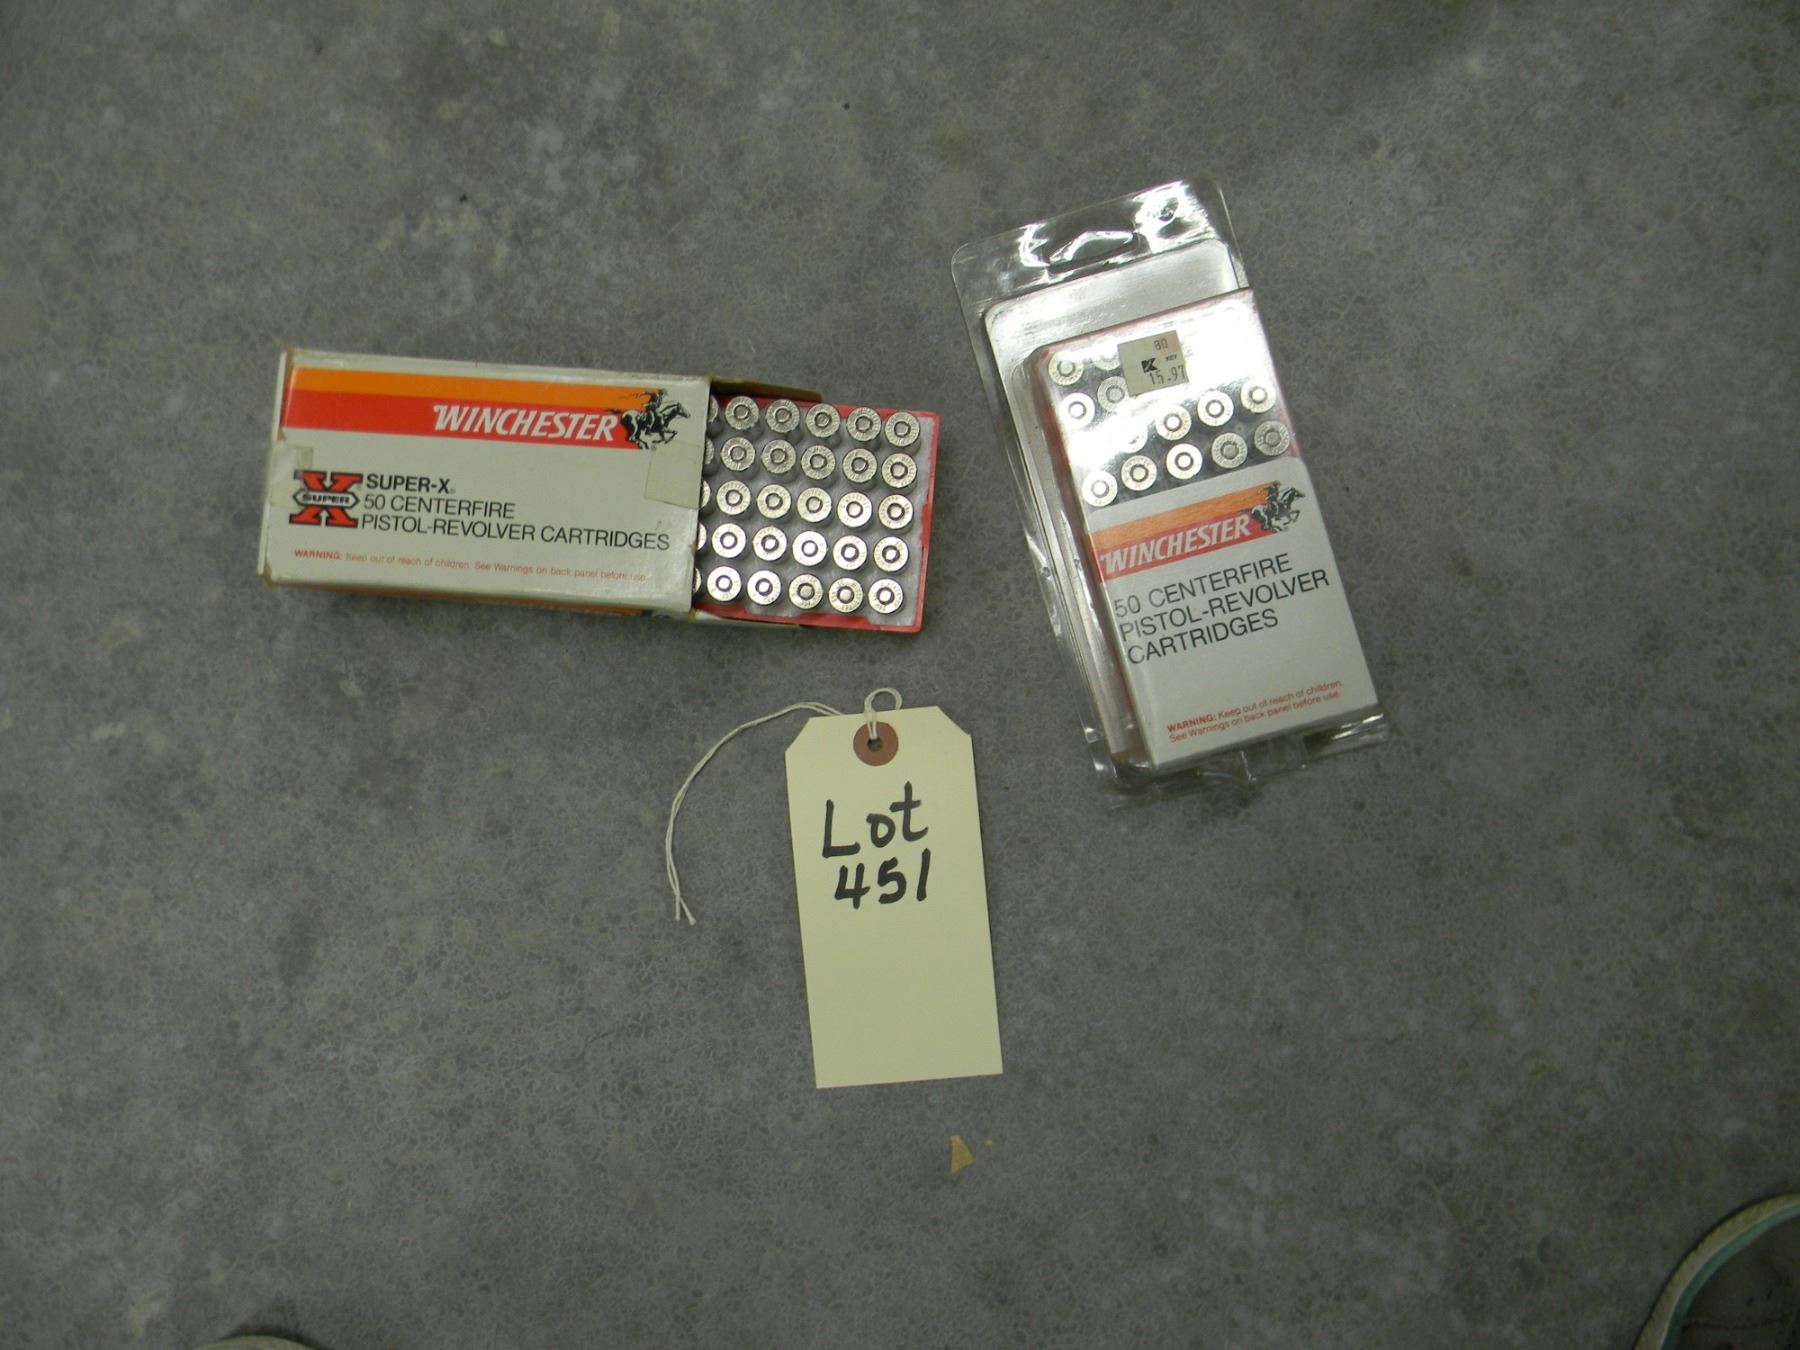 WINCHESTER
SUPER
SUPER-X®
50 CENTERFIRE
PISTOL-REVOLVER CARTRIDGES
WARNING: Keep out of reach of children. See Warnings on back panel before use.
80
K KEY
15.97
WINCHESTER
50 CENTERFIRE
PISTOL-REVOLVER
CARTRIDGES
WARNING: Keep out of reach of children.
See Warnings on back panel before use.
Lot
451